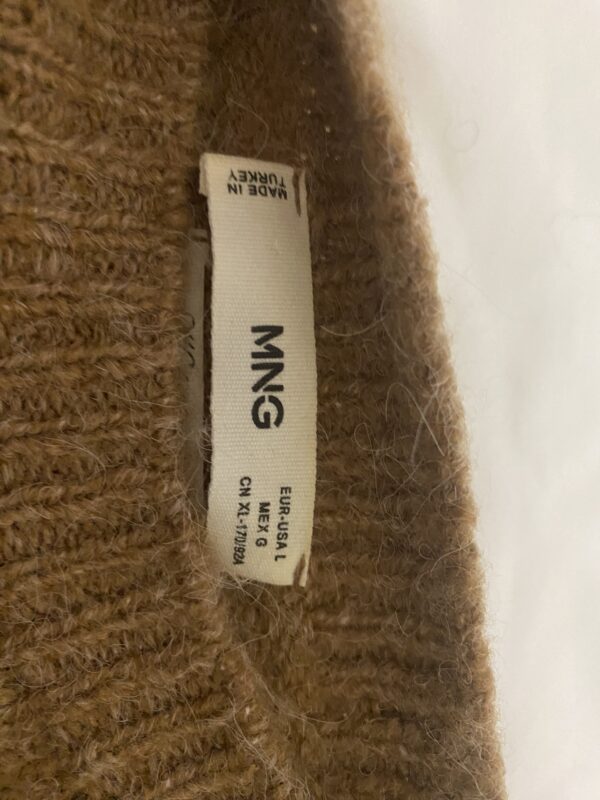 MADE IN
TURKEY
MNG
EUR-USA L
MEX G
CN XL-170/92A